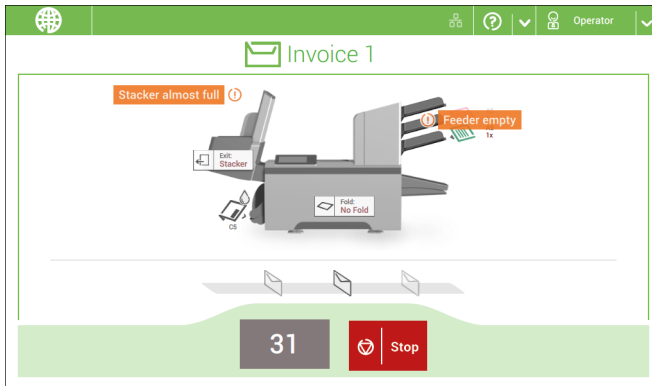 Operator
Invoice 1
Stacker almost full
Feeder empty
1x
Exit:
Stacker
Fold:
No Fold
C5
31
Stop